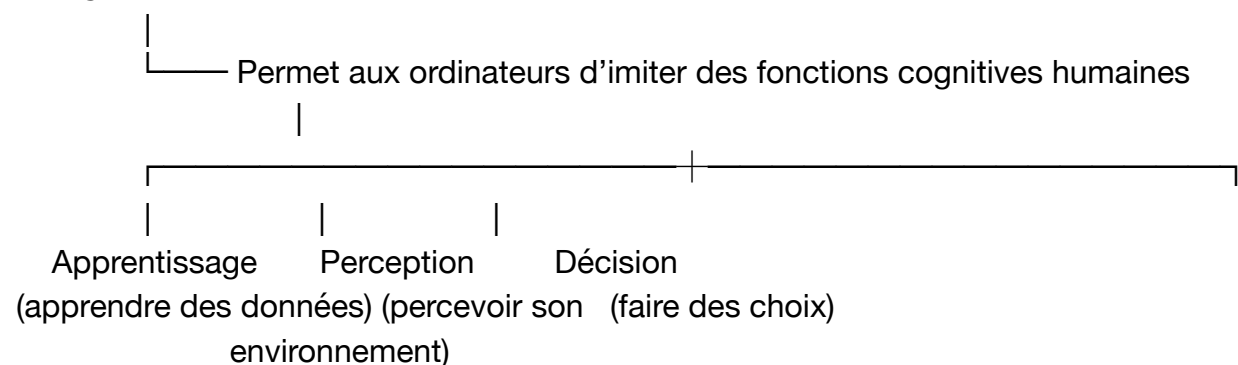 Permet aux ordinateurs d’imiter des fonctions cognitives humaines
Apprentissage Perception Décision
(apprendre des données) (percevoir son (faire des choix)
environnement)